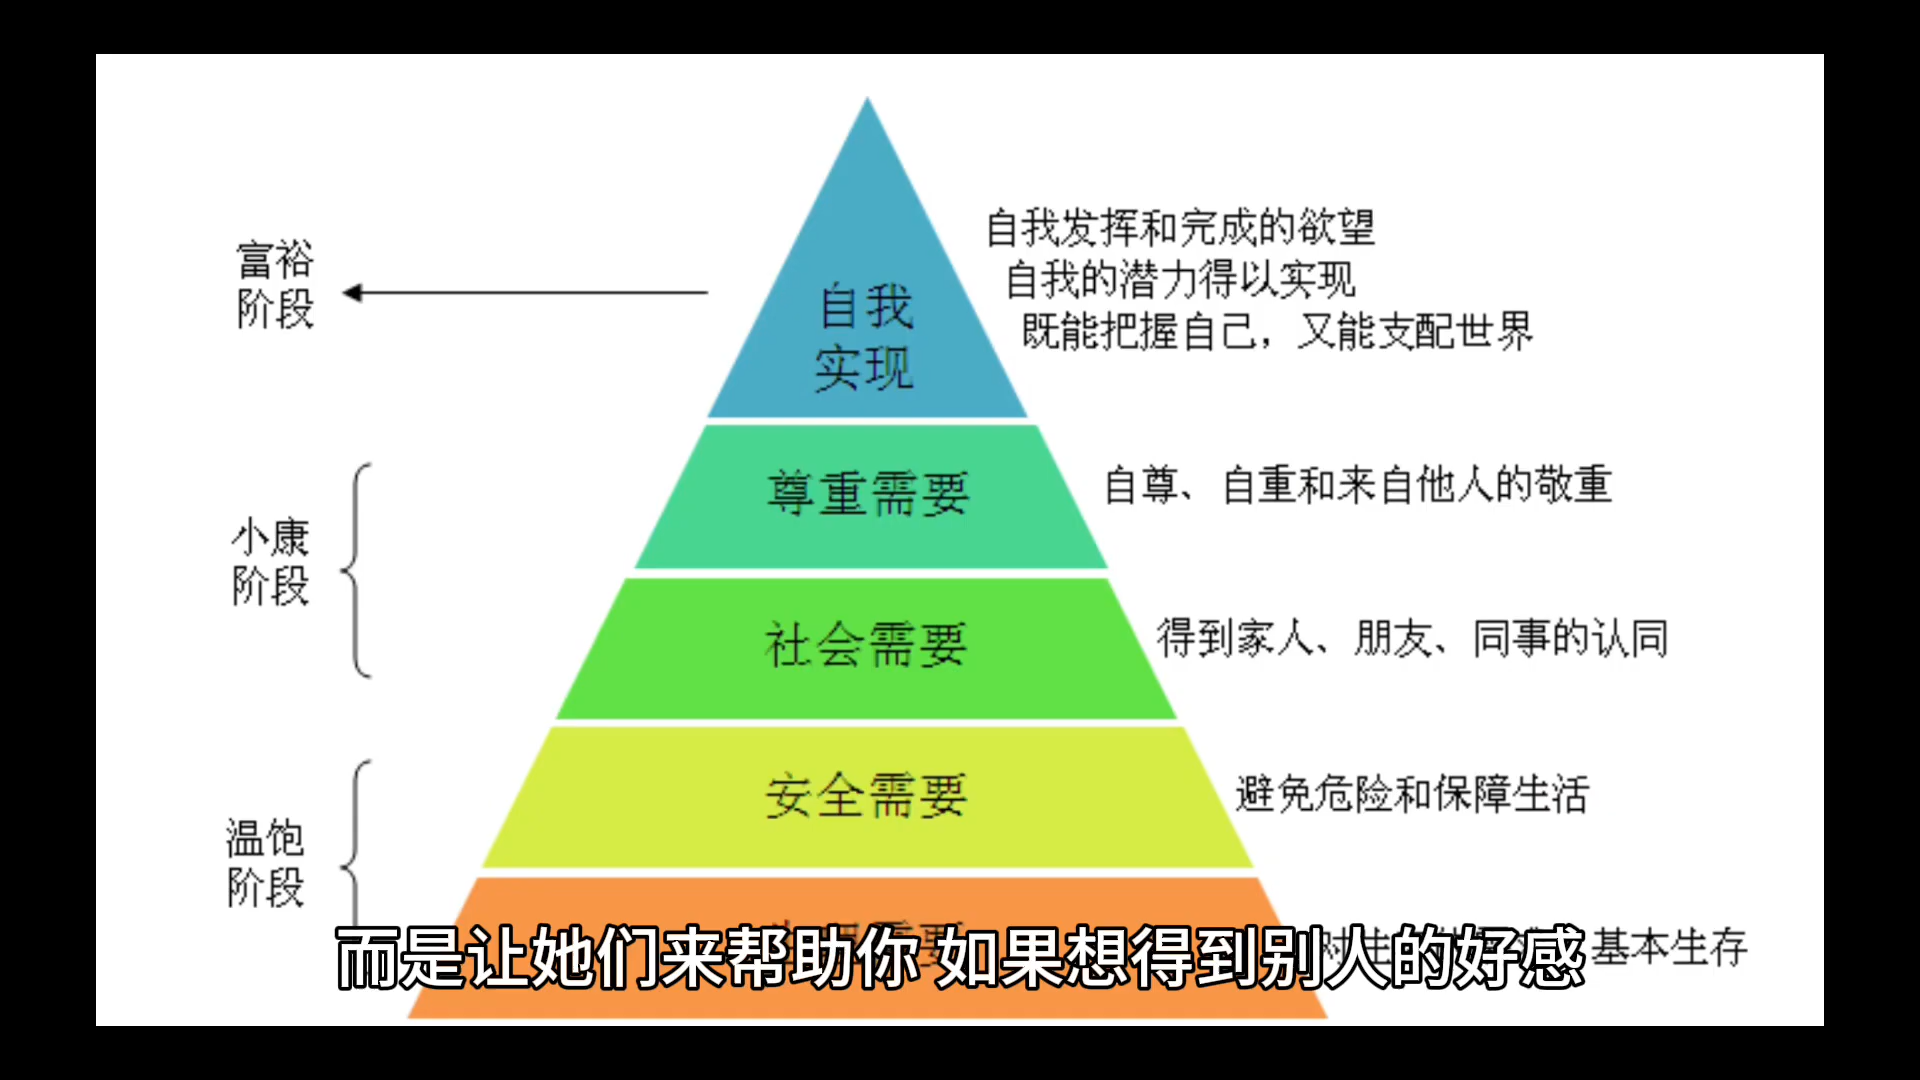 自我发挥和完成的欲望
自我的潜力得以实现
既能把握自己，又能支配世界
富裕
阶段
自我
实现
尊重需要
自尊、自重和来自他人的敬重
小康
阶段
社会需要
得到家人、朋友、同事的认同
安全需要
避免危险和保障生活
温饱
阶段
基本生存
而是让她们来帮助你 如果想得到别人的好感